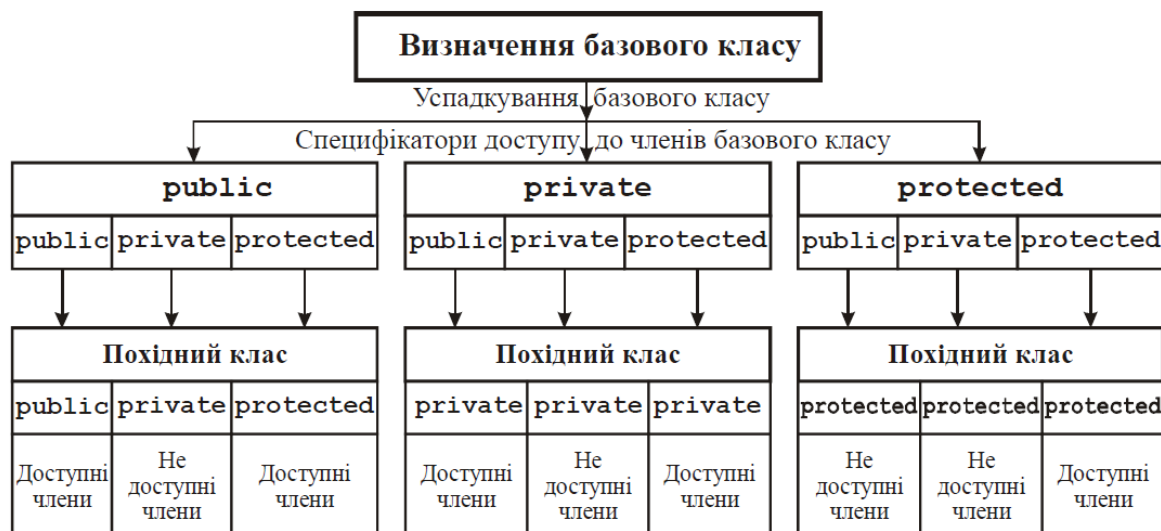 Визначення базового класу
Успадкування базового класу
Специфікатори доступу до членів базового класу
public private protected
public private protected public private protected public private protected
Похідний клас Похідний клас Похідний клас
public private protected private private private protected protected protected
Доступні члени Не доступні члени Доступні члени Доступні члени Не доступні члени Доступні члени Не доступні члени Не доступні члени Доступні члени